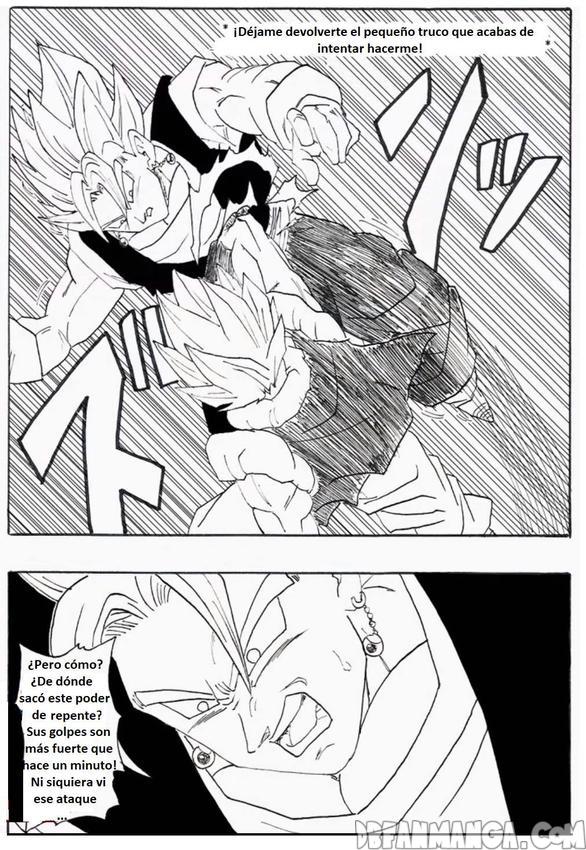 * ¡Déjame devolverte el pequeño truco que acabas de
intentar hacerme! *
ズズッ
¿Pero cómo?
¿De dónde
sacó este poder
de repente?
Sus golpes son
más fuerte que
hace un minuto!
Ni siquiera vi
ese ataque
...
DBFANMANGA.COM